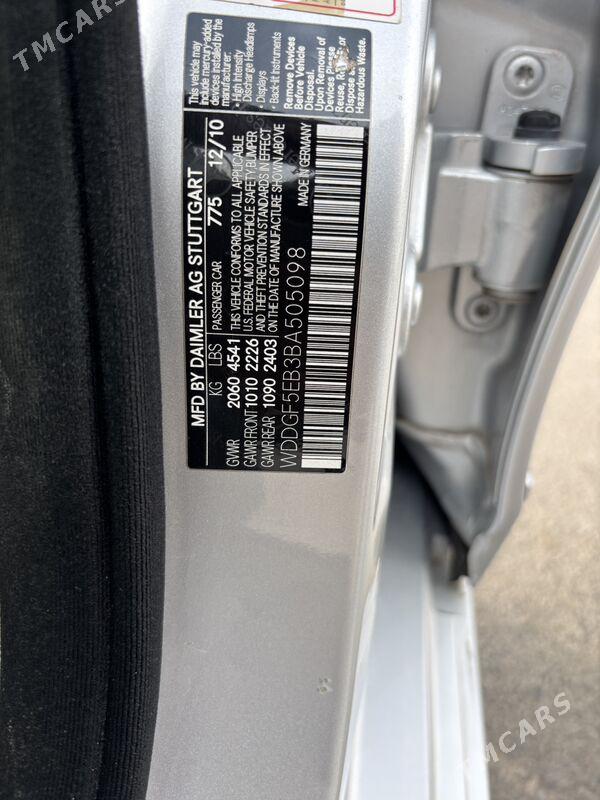 TMCARS
MFD BY DAIMLER AG STUTTGART
KG LBS PASSENGER CAR 775 12/10
GVWR 2060 4541
GAWR FRONT 1010 2226
GAWR REAR 1090 2403
THIS VEHICLE CONFORMS TO ALL APPLICABLE
U.S. FEDERAL MOTOR VEHICLE SAFETY,BUMPER
AND THEFT PREVENTION STANDARDS IN EFFECT
ON THE DATE OF MANUFACTURE SHOWN ABOVE
WDDGF5EB3BA505098
MADE IN GERMANY
This vehicle may
include mercury-added
devices installed by the
manufacturer:
• High Intensity
Discharge Headlamps
• Displays
• Back-lit Instruments
Remove Devices
Before Vehicle
Disposal.
Upon Removal of
Devices Please
Reuse, or
Dispose
Hazardous Waste.
TMCARS